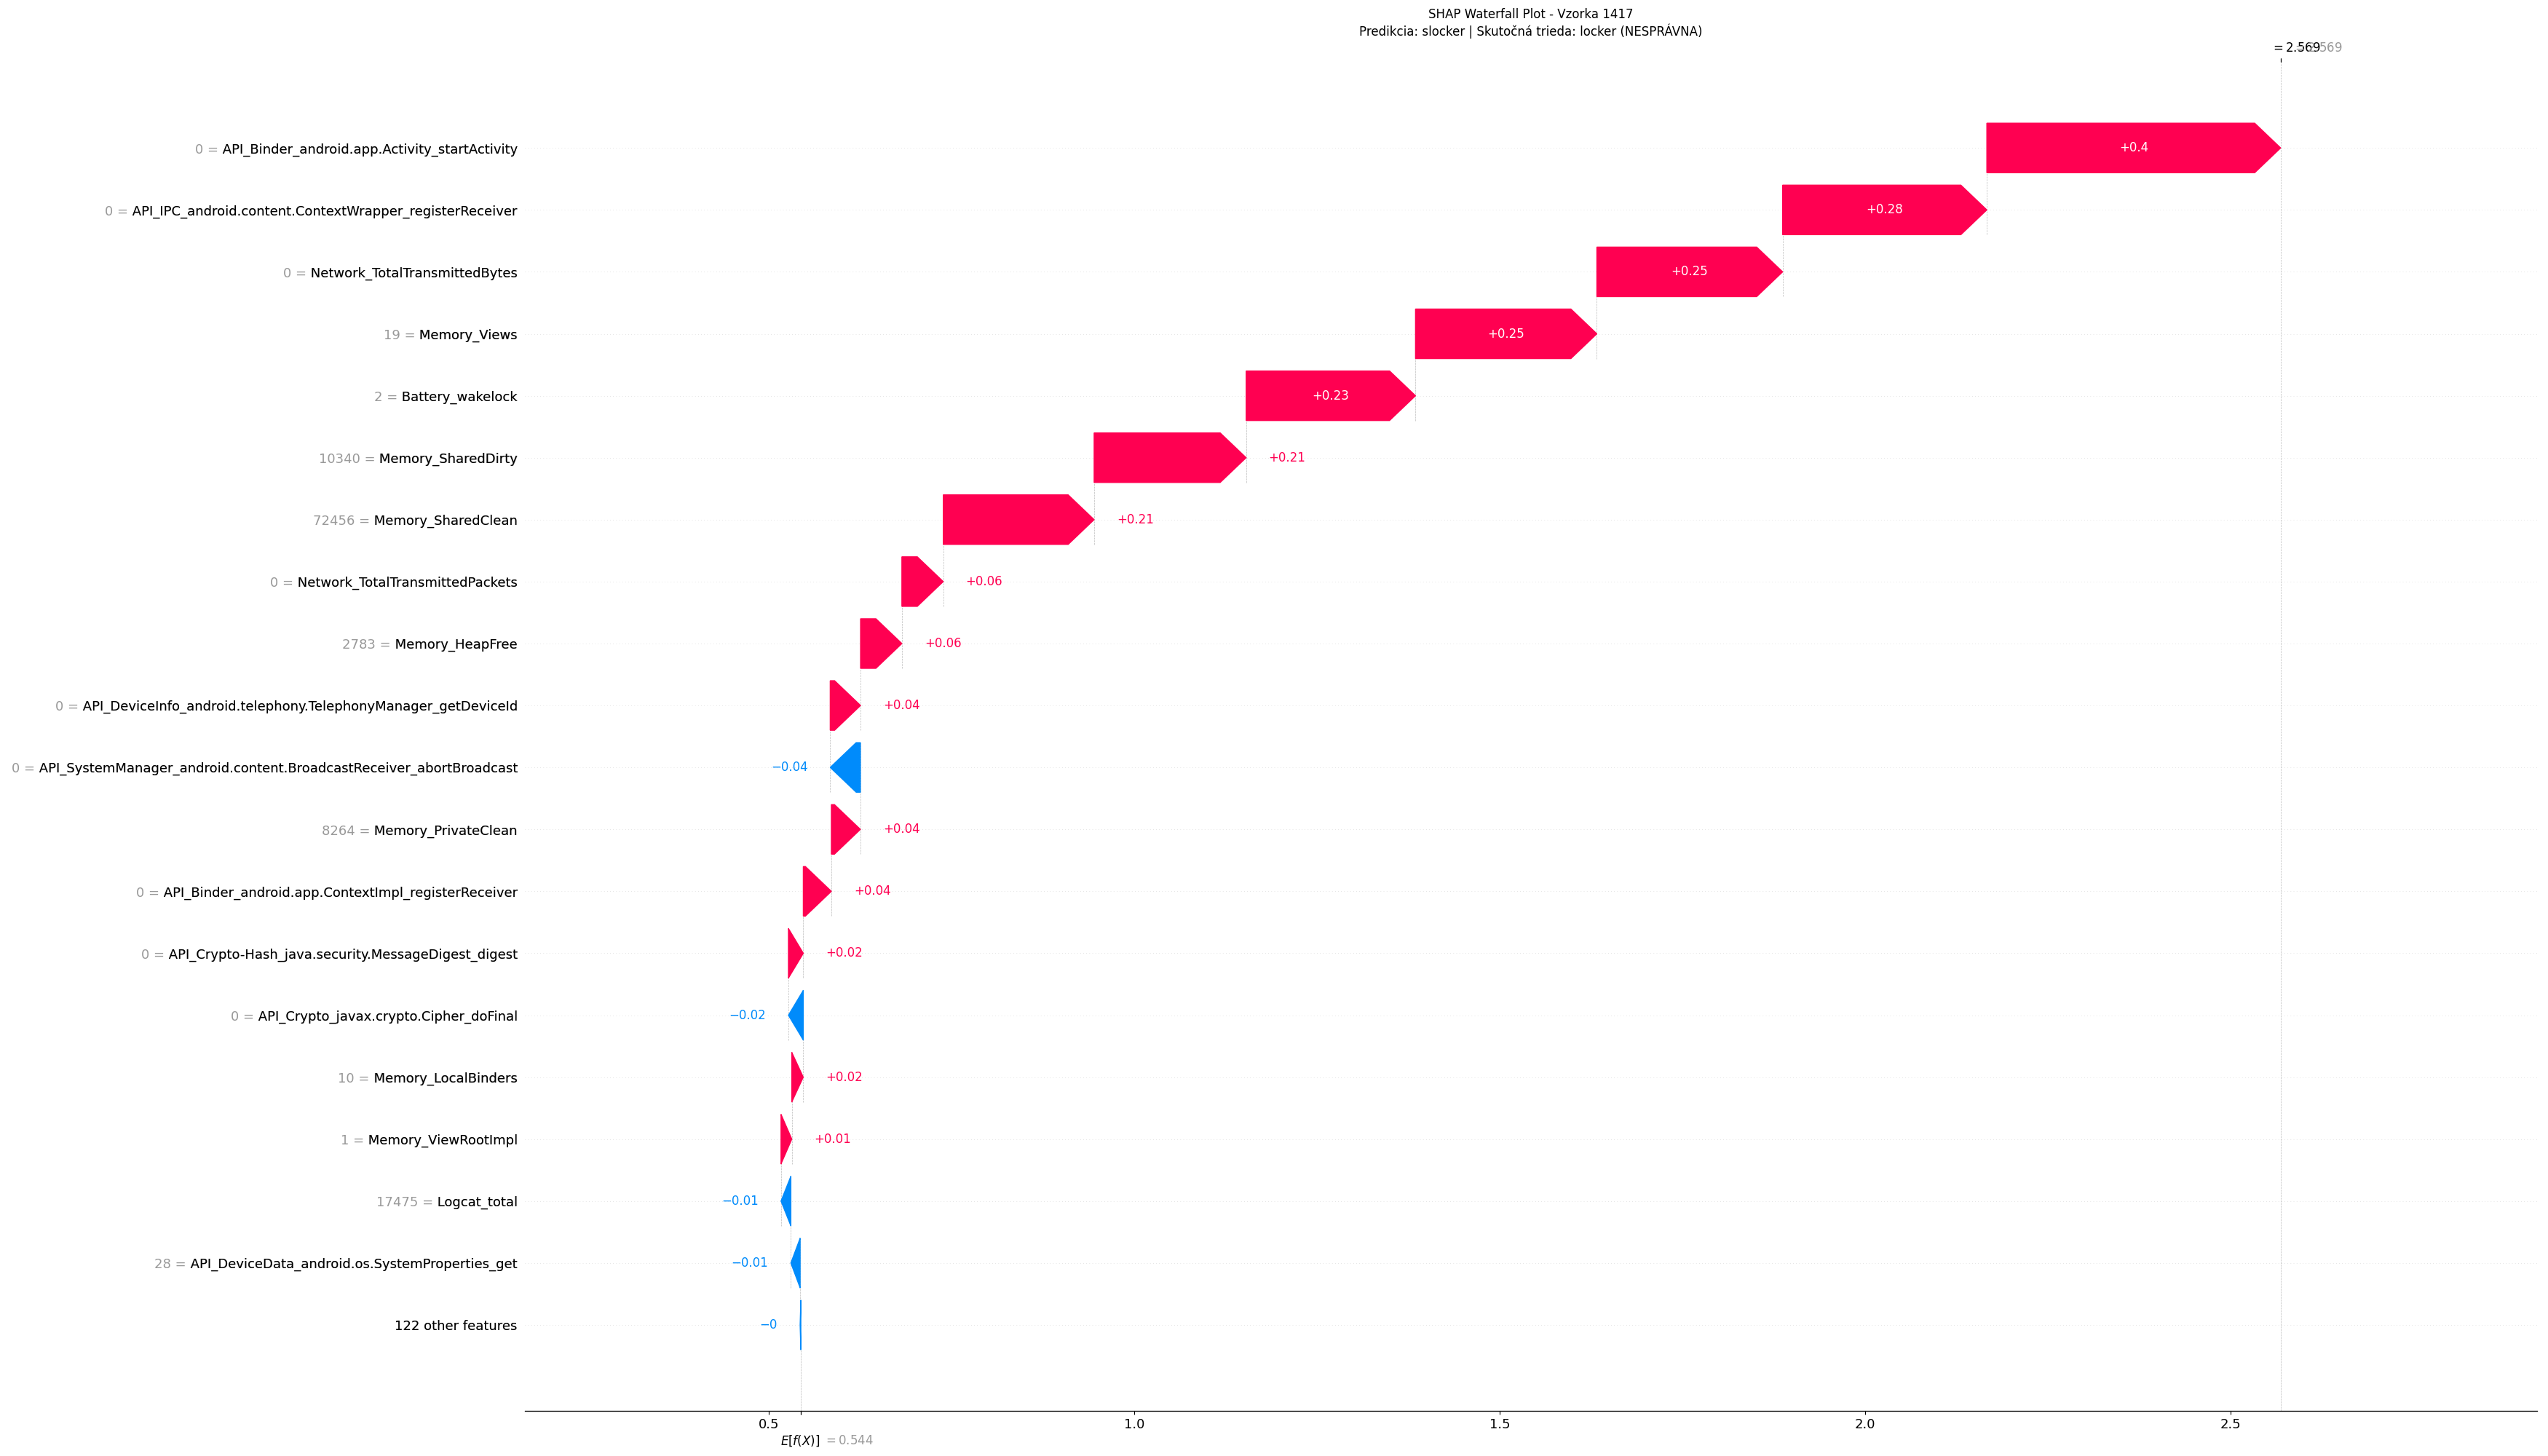 SHAP Waterfall Plot - Vzorka 1417
Predikcia: slocker | Skutočná trieda: locker (NESPRÁVNA)
= 2.569
0 = API_Binder_android.app.Activity_startActivity +0.4
0 = API_IPC_android.content.ContextWrapper_registerReceiver +0.28
0 = Network_TotalTransmittedBytes +0.25
19 = Memory_Views +0.25
2 = Battery_wakelock +0.23
10340 = Memory_SharedDirty +0.21
72456 = Memory_SharedClean +0.21
0 = Network_TotalTransmittedPackets +0.06
2783 = Memory_HeapFree +0.06
0 = API_DeviceInfo_android.telephony.TelephonyManager_getDeviceId +0.04
0 = API_SystemManager_android.content.BroadcastReceiver_abortBroadcast −0.04
8264 = Memory_PrivateClean +0.04
0 = API_Binder_android.app.ContextImpl_registerReceiver +0.04
0 = API_Crypto-Hash_java.security.MessageDigest_digest +0.02
0 = API_Crypto_javax.crypto.Cipher_doFinal −0.02
10 = Memory_LocalBinders +0.02
1 = Memory_ViewRootImpl +0.01
17475 = Logcat_total −0.01
28 = API_DeviceData_android.os.SystemProperties_get −0.01
122 other features −0
0.5 1.0 1.5 2.0 2.5
E[f(X)] = 0.544